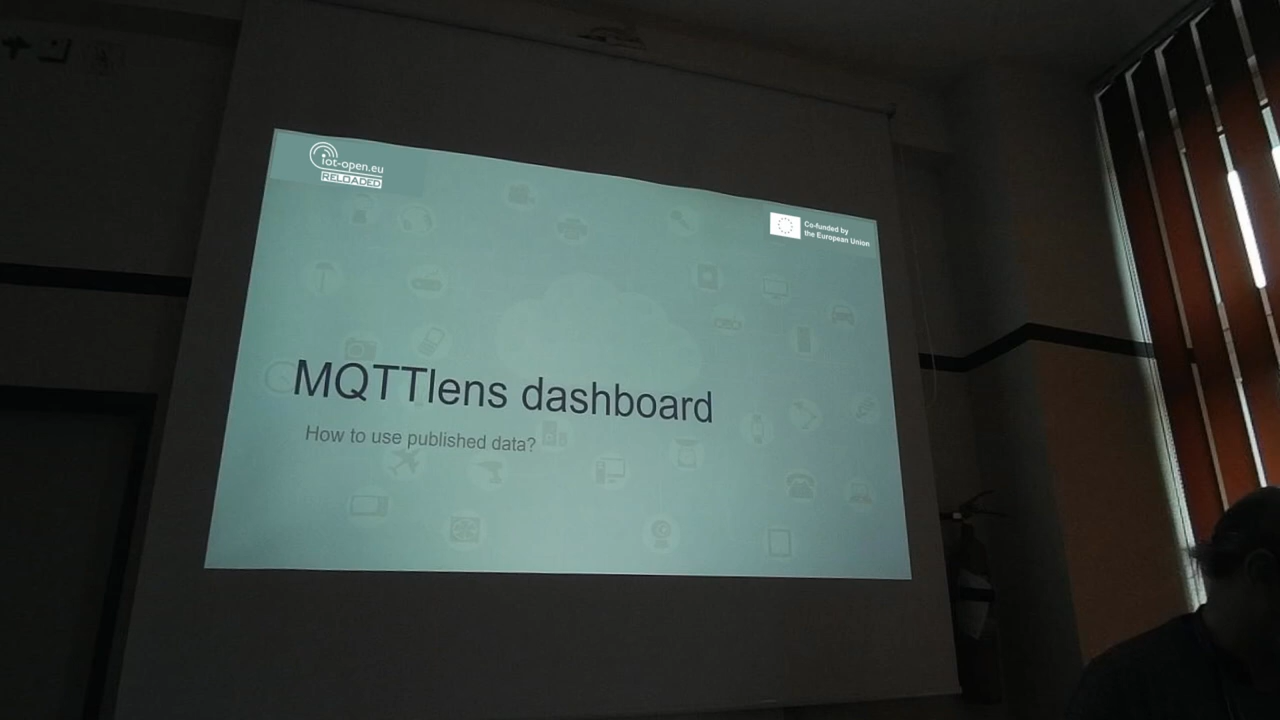 iot-open.eu
RELOADED
Co-funded by
the European Union
MQTTlens dashboard
How to use published data?